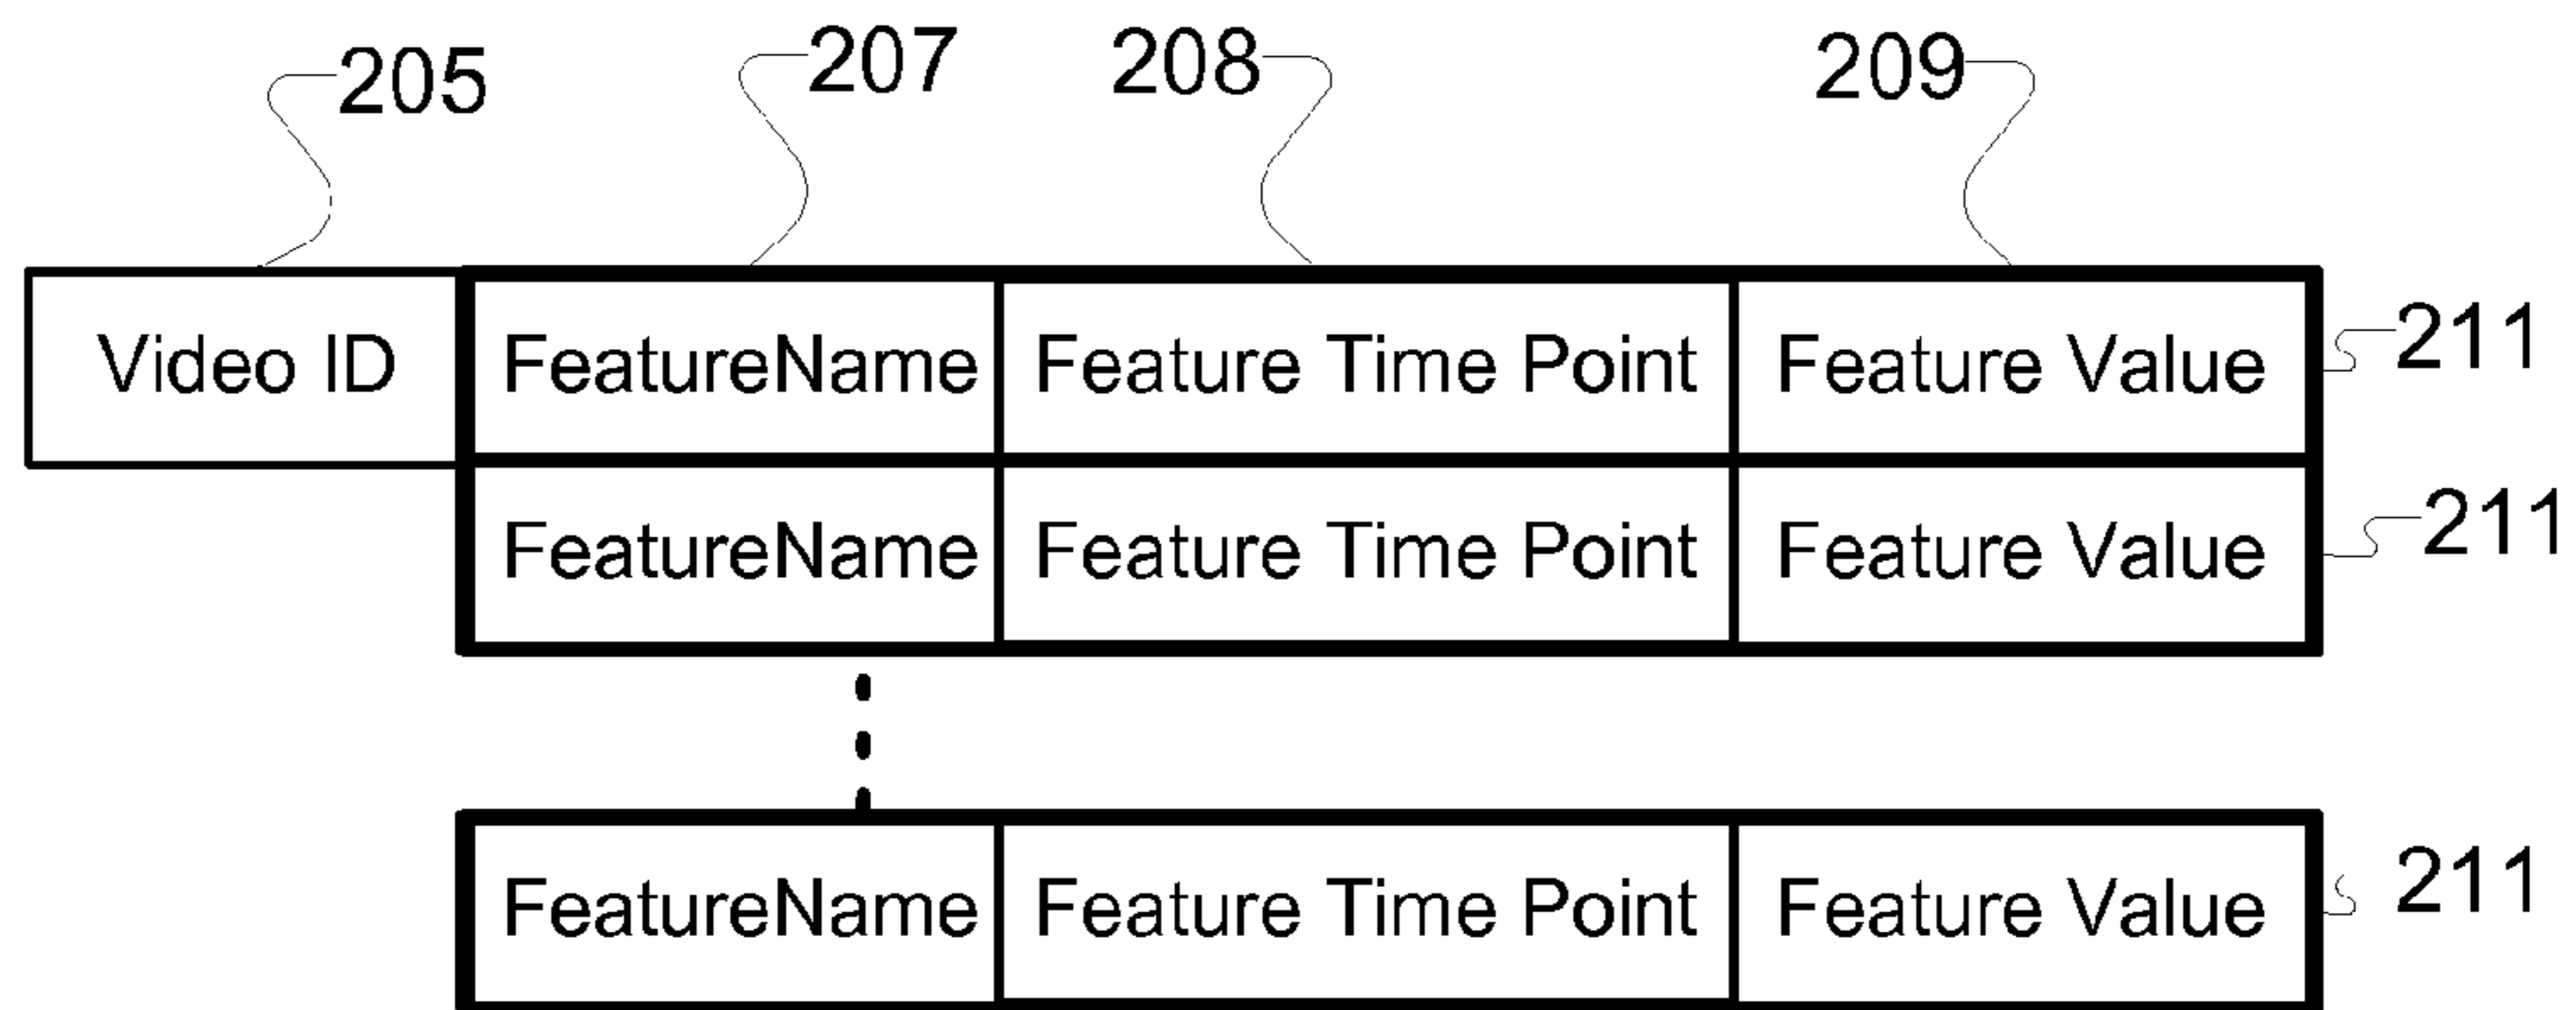 205 207 208 209
Video ID FeatureName Feature Time Point Feature Value 211
FeatureName Feature Time Point Feature Value 211
FeatureName Feature Time Point Feature Value 211